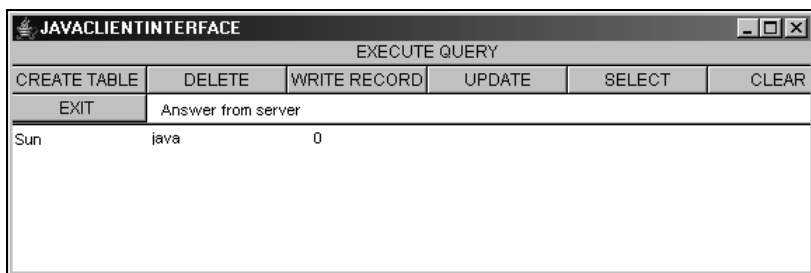 JAVACLIENTINTERFACE
EXECUTE QUERY
CREATE TABLE DELETE WRITE RECORD UPDATE SELECT CLEAR
EXIT Answer from server
Sun java 0